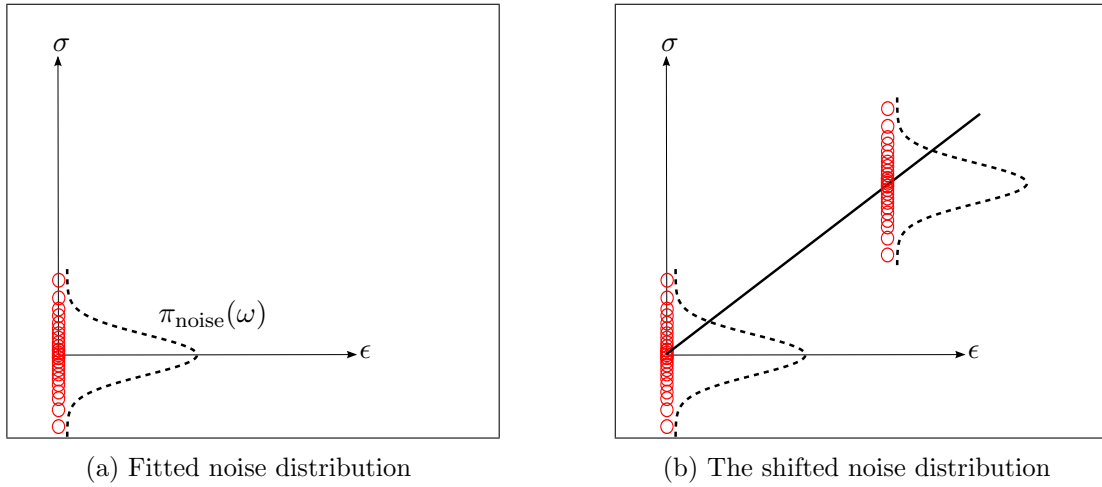 σ
π_noise(ω)
ϵ
(a) Fitted noise distribution
σ
ϵ
(b) The shifted noise distribution